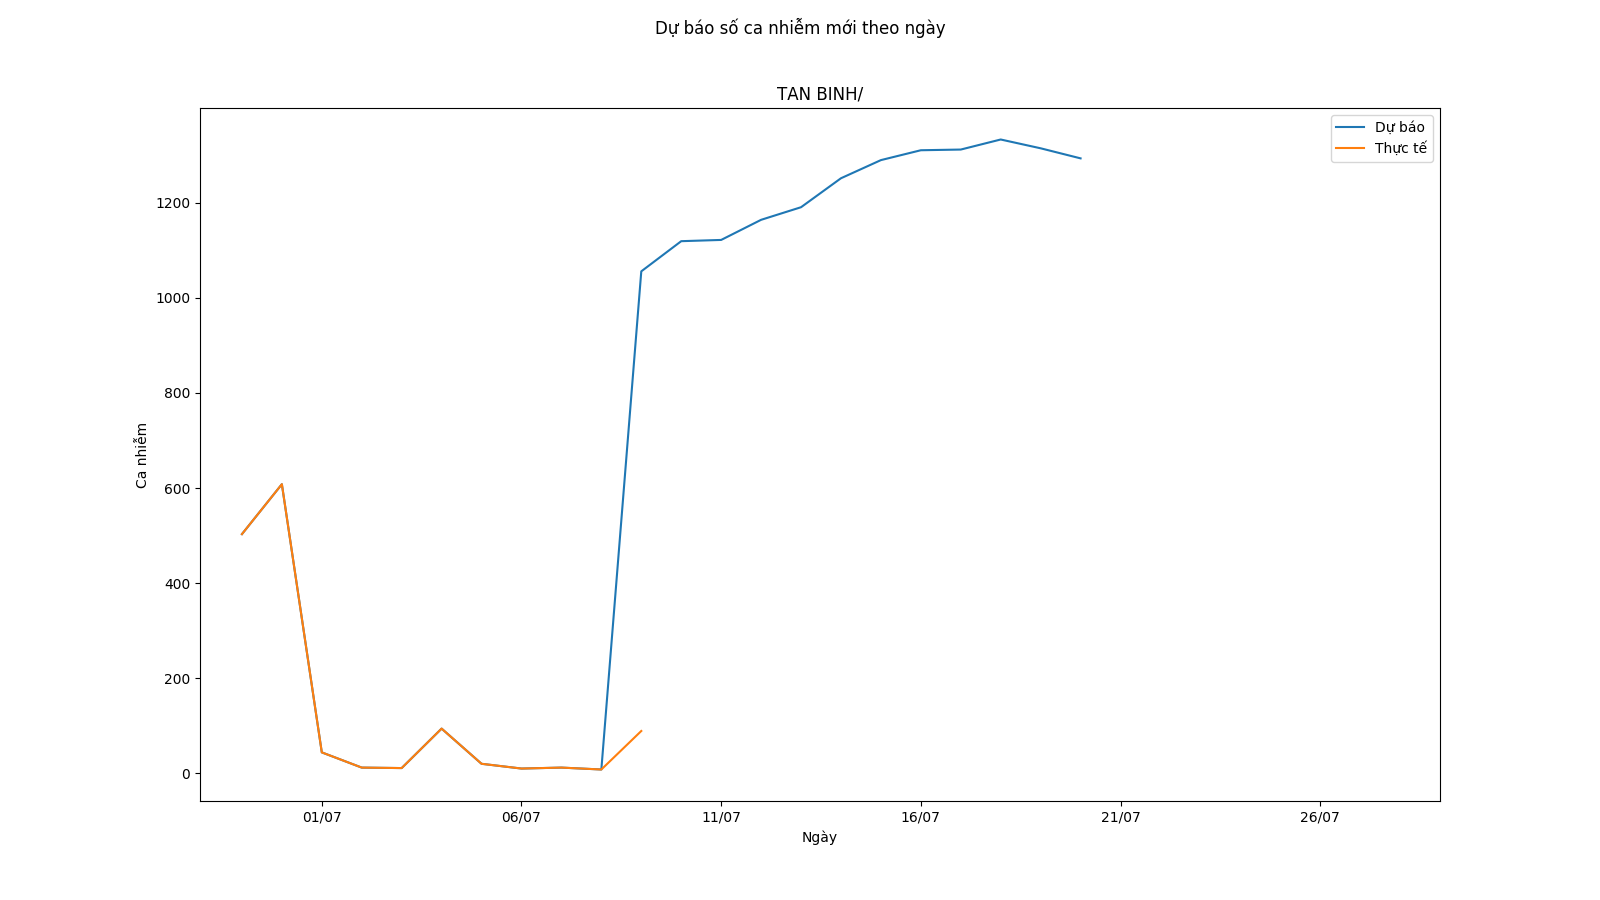 Dự báo số ca nhiễm mới theo ngày
TAN BINH/
Dự báo
Thực tế
1200
1000
800
600
400
200
0
Ca nhiễm
01/07 06/07 11/07 16/07 21/07 26/07
Ngày